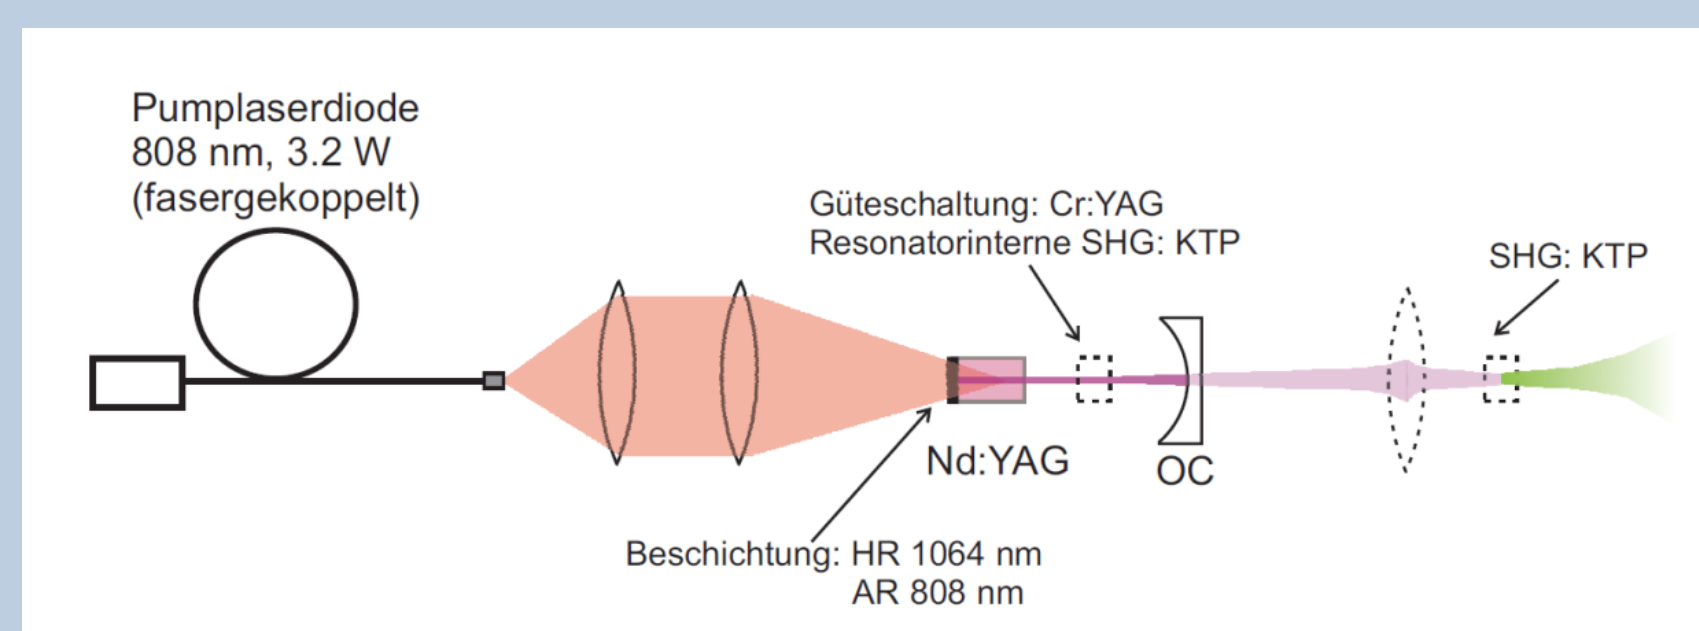 Pumplaserdiode
808 nm, 3.2 W
(fasergekoppelt)
Güteschaltung: Cr:YAG
Resonatorinterne SHG: KTP
SHG: KTP
Nd:YAG
OC
Beschichtung: HR 1064 nm
AR 808 nm